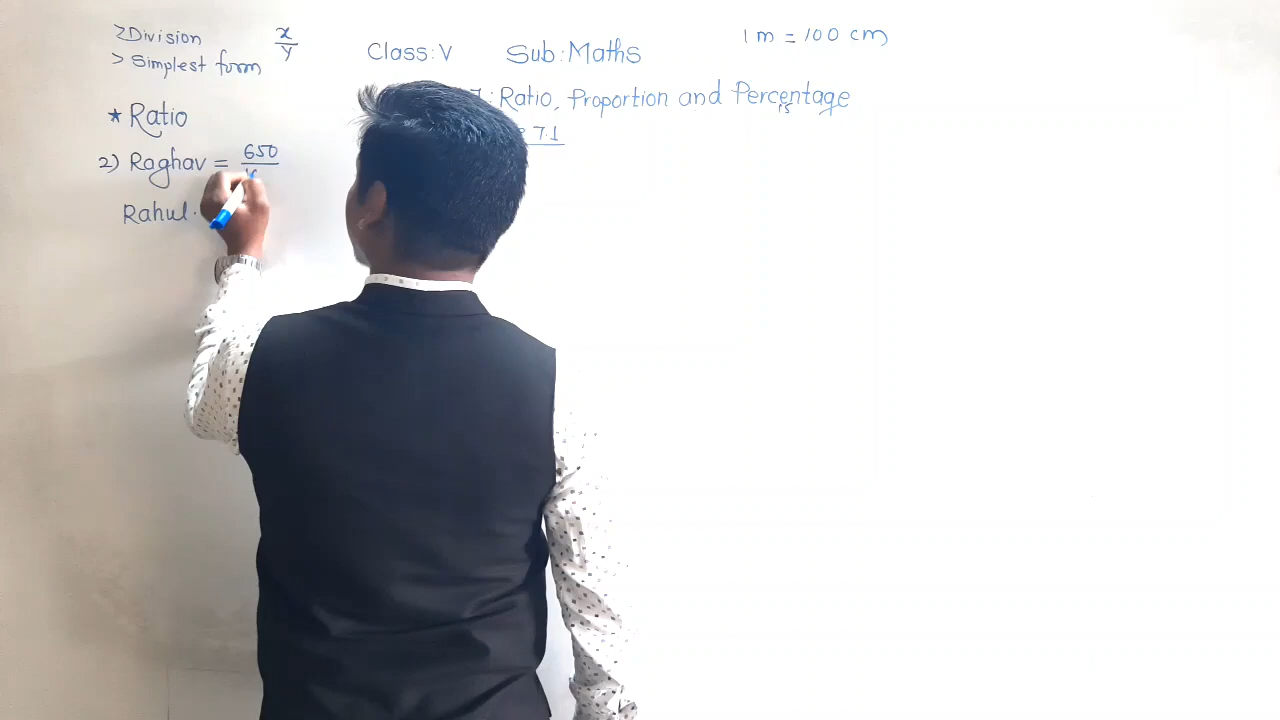 >Division
>Simplest form
x/y
Class:V Sub:Maths
1 m = 100 cm
: Ratio, Proportion and Percentage
7.1
★ Ratio
2) Raghav = 650
Rahul